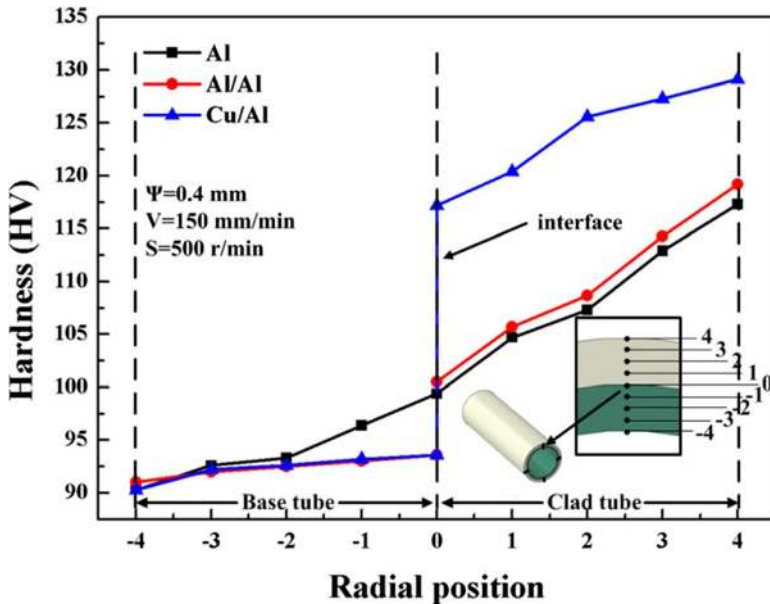 135
130
125
120
115
110
105
100
95
90
Hardness (HV)
Al
Al/Al
Cu/Al
Ψ=0.4 mm
V=150 mm/min
S=500 r/min
interface
4
3
2
1
0
-1
-2
-3
-4
Base tube
Clad tube
-4 -3 -2 -1 0 1 2 3 4
Radial position